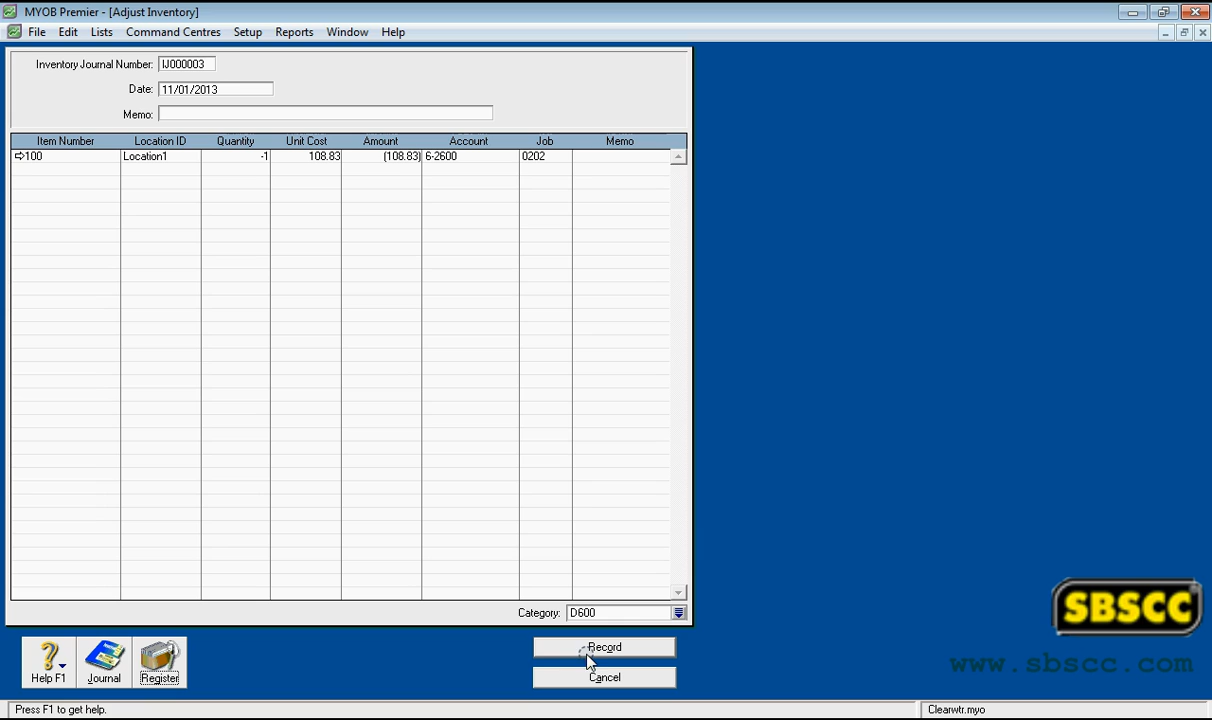 MYOB Premier - [Adjust Inventory]
File Edit Lists Command Centres Setup Reports Window Help
Inventory Journal Number: IJ000003
Date: 11/01/2013
Memo:
Item Number Location ID Quantity Unit Cost Amount Account Job Memo
100 Location1 -1 108.83 (108.83) 6-2600 0202
Category: D600
Help F1 Journal Register
Record
Cancel
SBSCC
www.sbscc.com
Press F1 to get help. Clearwtr.myo